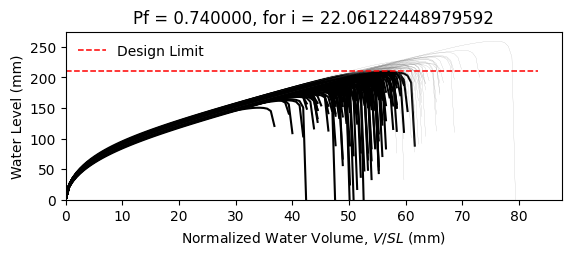 Pf = 0.740000, for i = 22.06122448979592
Water Level (mm)
250
200
150
100
50
0
Design Limit
0 10 20 30 40 50 60 70 80
Normalized Water Volume, V/SL (mm)